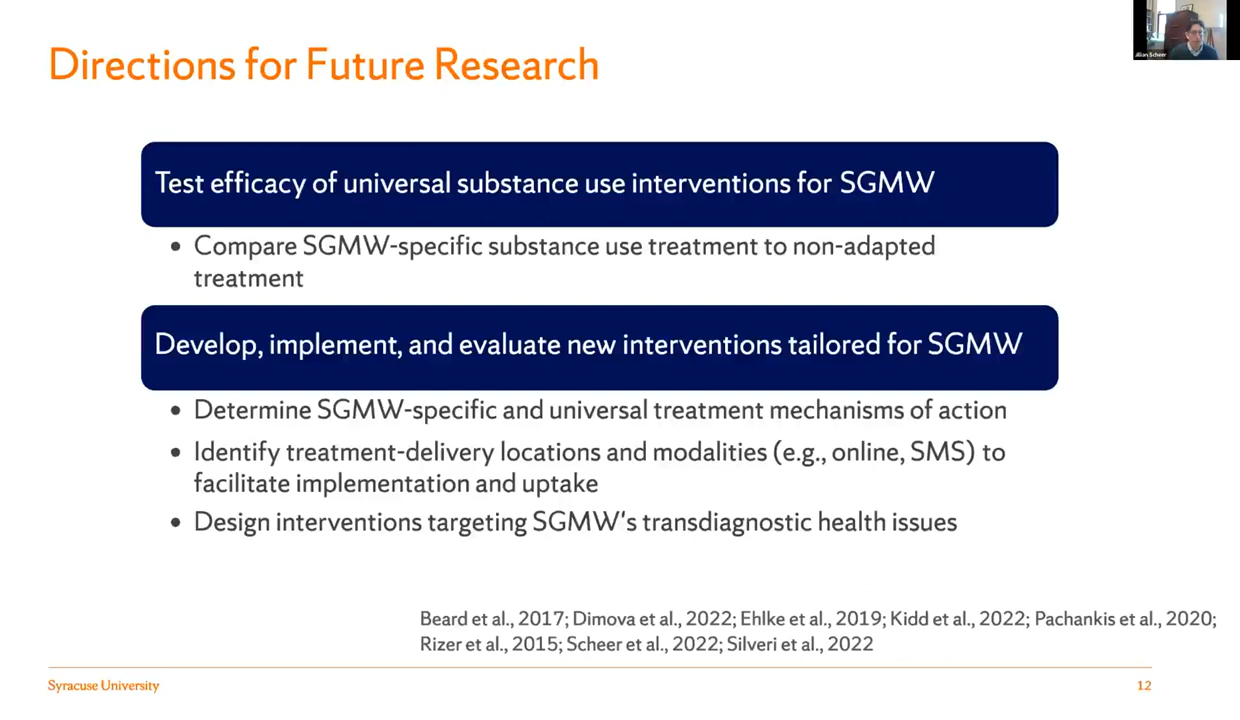 Directions for Future Research
Jillian Scheer
Test efficacy of universal substance use interventions for SGMW
• Compare SGMW-specific substance use treatment to non-adapted
treatment
Develop, implement, and evaluate new interventions tailored for SGMW
• Determine SGMW-specific and universal treatment mechanisms of action
• Identify treatment-delivery locations and modalities (e.g., online, SMS) to
facilitate implementation and uptake
• Design interventions targeting SGMW's transdiagnostic health issues
Beard et al., 2017; Dimova et al., 2022; Ehlke et al., 2019; Kidd et al., 2022; Pachankis et al., 2020;
Rizer et al., 2015; Scheer et al., 2022; Silveri et al., 2022
Syracuse University
12